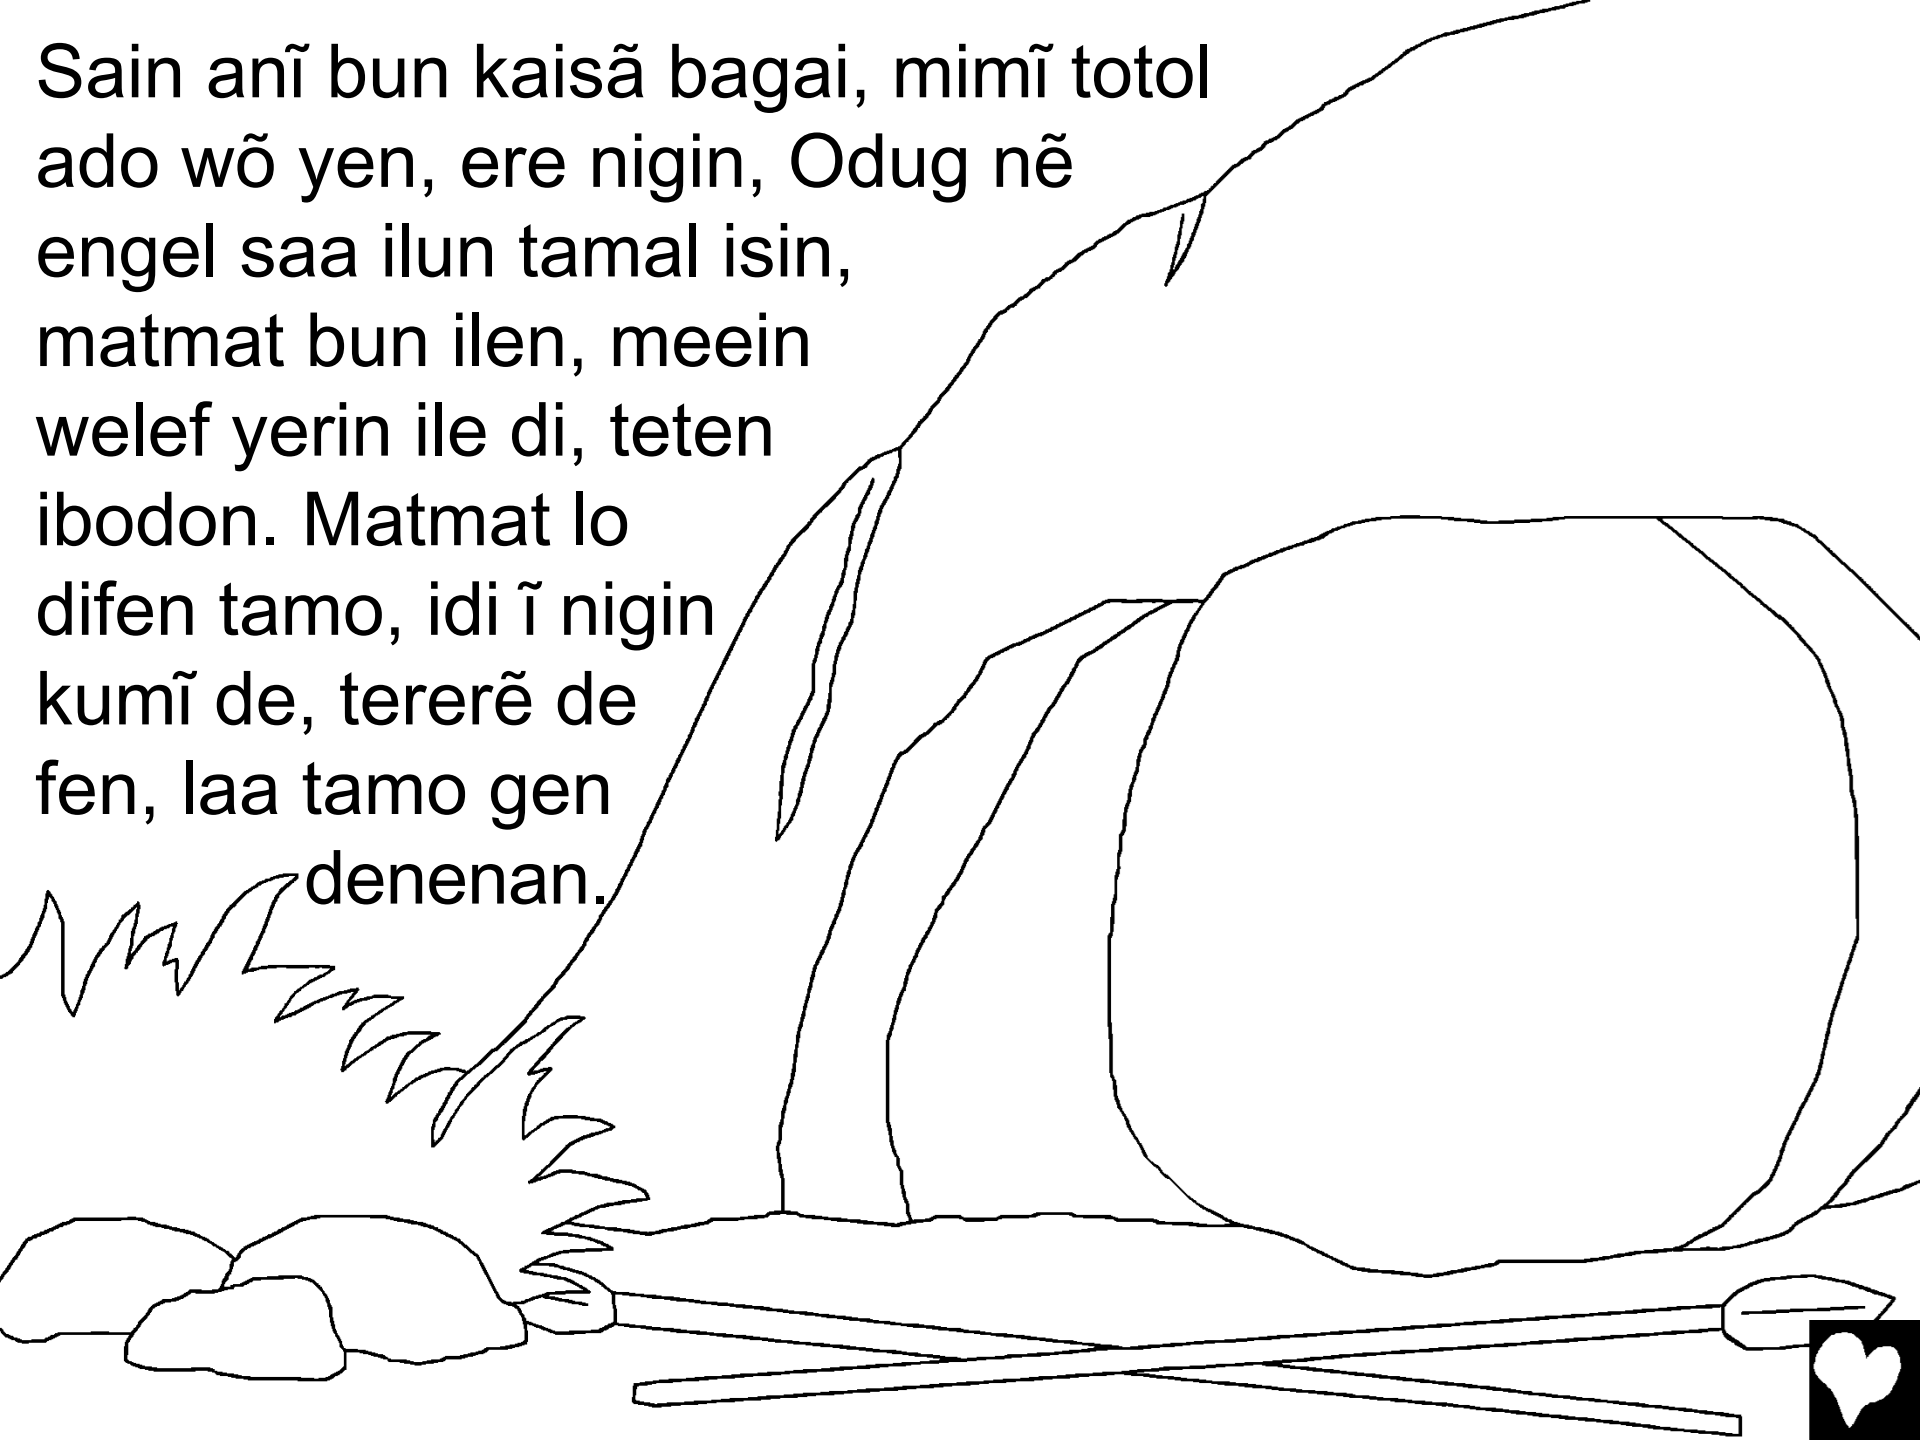 Sain anĩ bun kaisã bagai, mimĩ totol
ado wõ yen, ere nigin, Odug nẽ
engel saa ilun tamal isin,
matmat bun ilen, meein
welef yerin ile di, teten
ibodon. Matmat lo
difen tamo, idi ĩ nigin
kumĩ de, tererẽ de
fen, laa tamo gen
denenan.